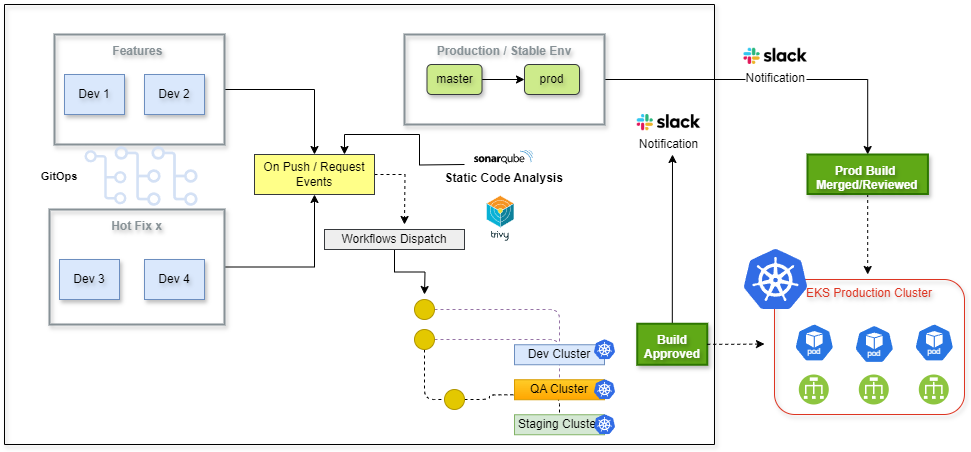 Features
Dev 1
Dev 2
GitOps
Hot Fix x
Dev 3
Dev 4
On Push / Request
Events
Production / Stable Env
master
prod
sonarqube
Static Code Analysis
trivy
Workflows Dispatch
Dev Cluster
QA Cluster
Staging Cluster
slack
Notification
Build
Approved
slack
Notification
Prod Build
Merged/Reviewed
EKS Production Cluster
pod
pod
pod